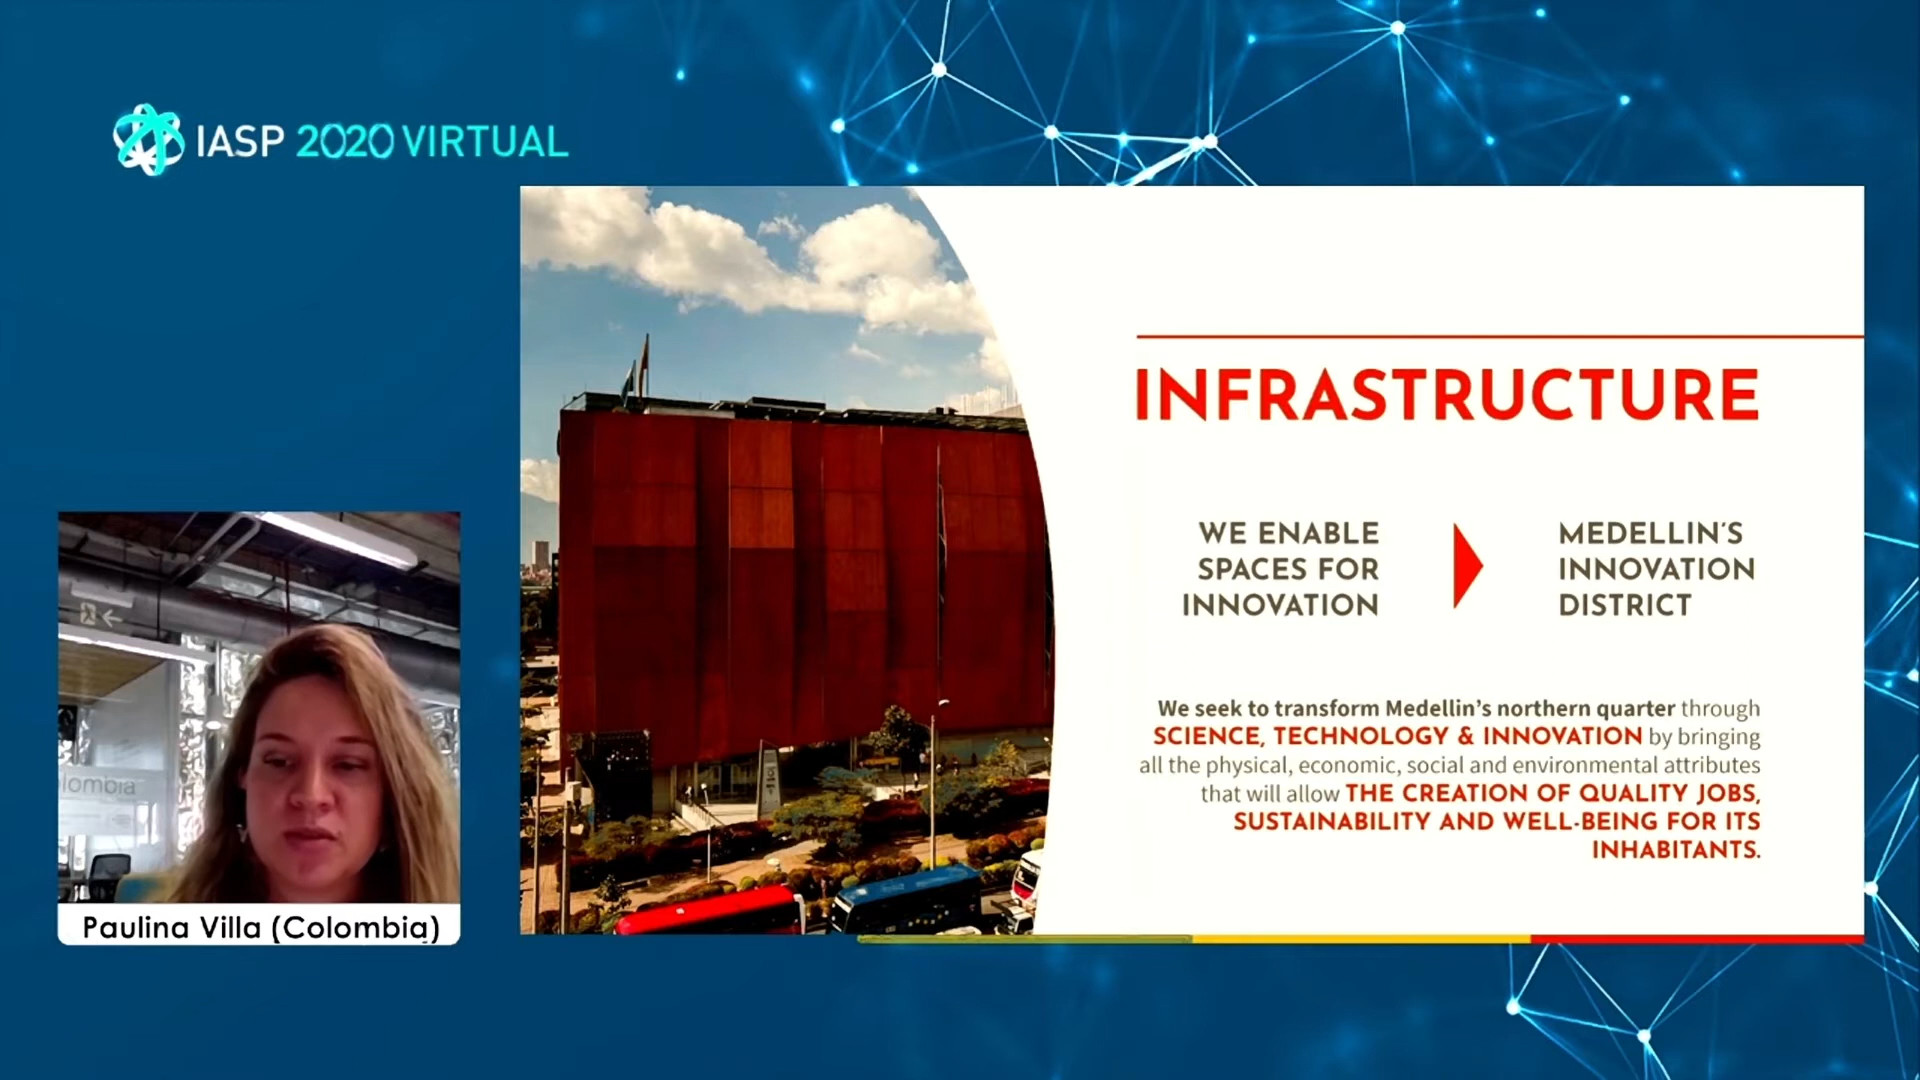 IASP 2020 VIRTUAL
INFRASTRUCTURE
WE ENABLE
SPACES FOR
INNOVATION
MEDELLIN'S
INNOVATION
DISTRICT
We seek to transform Medellin's northern quarter through
SCIENCE, TECHNOLOGY & INNOVATION by bringing
all the physical, economic, social and environmental attributes
that will allow THE CREATION OF QUALITY JOBS,
SUSTAINABILITY AND WELL-BEING FOR ITS
INHABITANTS.
lombia
Paulina Villa (Colombia)